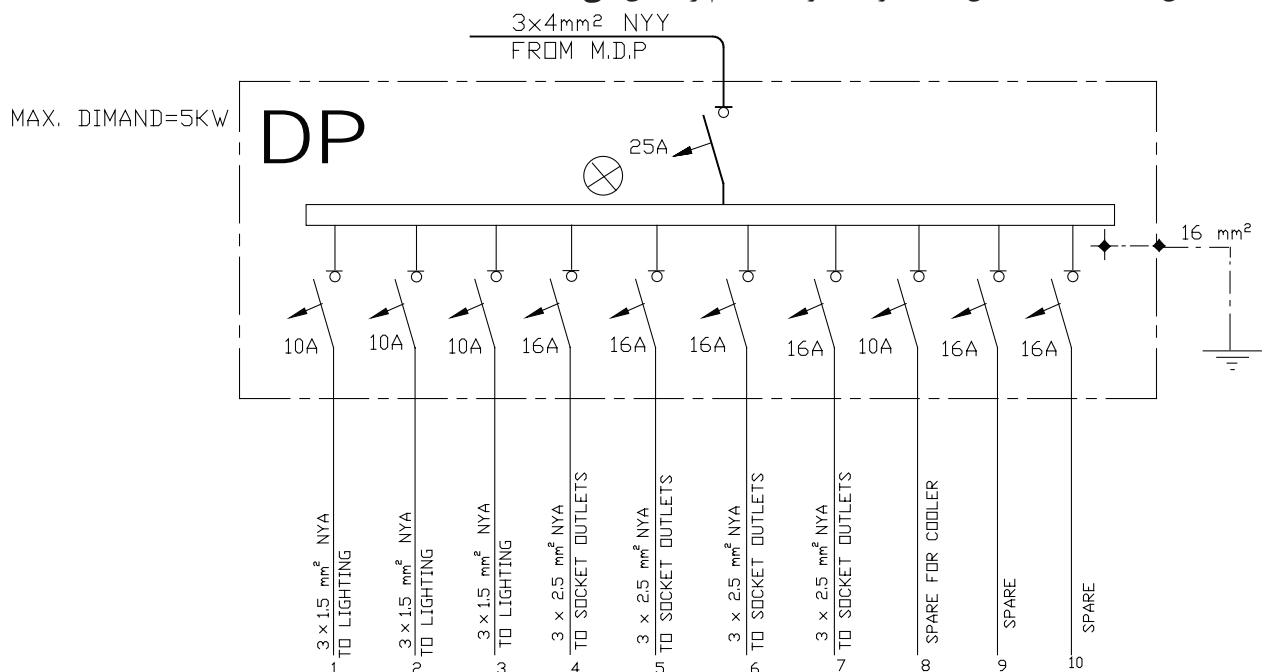 3x4mm² NYY
FROM M.D.P
MAX. DIMAND=5KW
DP
25A
16 mm²
10A
10A
10A
16A
16A
16A
16A
10A
16A
16A
3 x 1.5 mm² NYA
TO LIGHTING
3 x 1.5 mm² NYA
TO LIGHTING
3 x 1.5 mm² NYA
TO LIGHTING
3 x 2.5 mm² NYA
TO SOCKET OUTLETS
3 x 2.5 mm² NYA
TO SOCKET OUTLETS
3 x 2.5 mm² NYA
TO SOCKET OUTLETS
3 x 2.5 mm² NYA
TO SOCKET OUTLETS
SPARE FOR COOLER
SPARE
SPARE
1
2
3
4
5
6
7
8
9
10